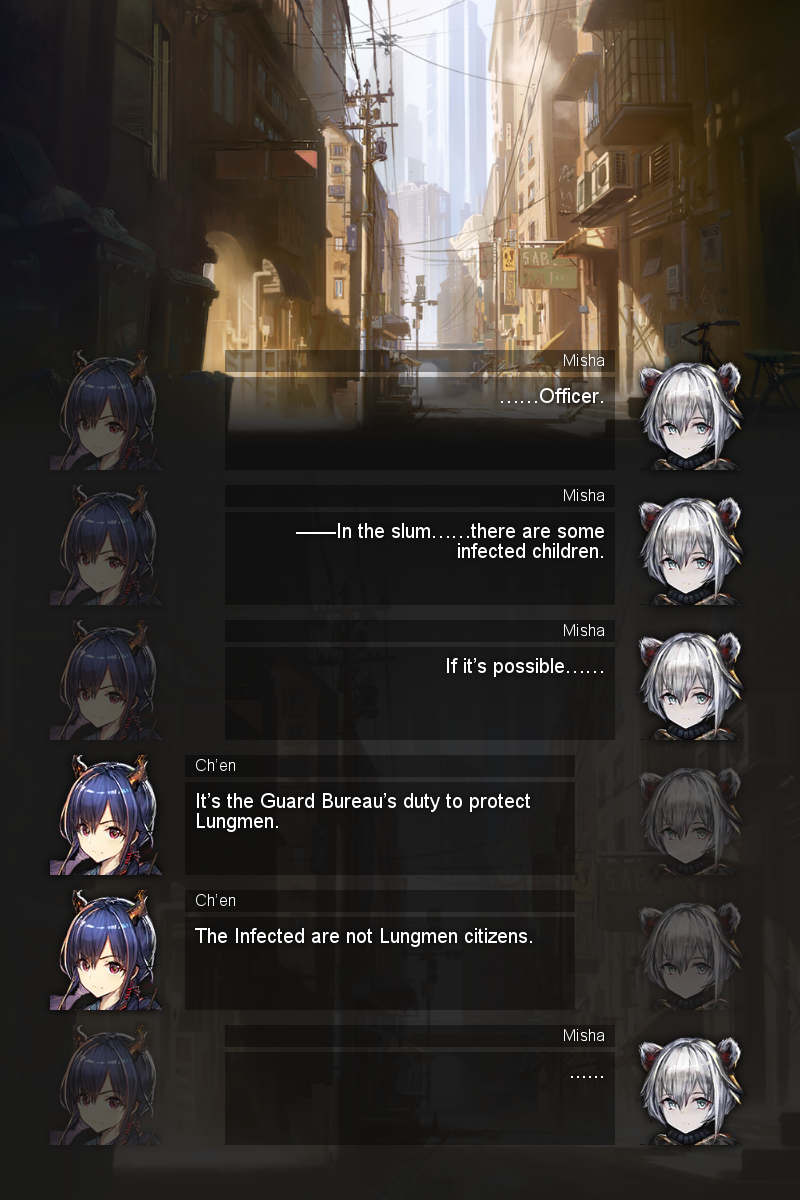 SAB
Misha
……Officer.
Misha
——In the slum……there are some
infected children.
Misha
If it's possible……
Ch'en
It's the Guard Bureau's duty to protect
Lungmen.
Ch'en
The Infected are not Lungmen citizens.
Misha
……